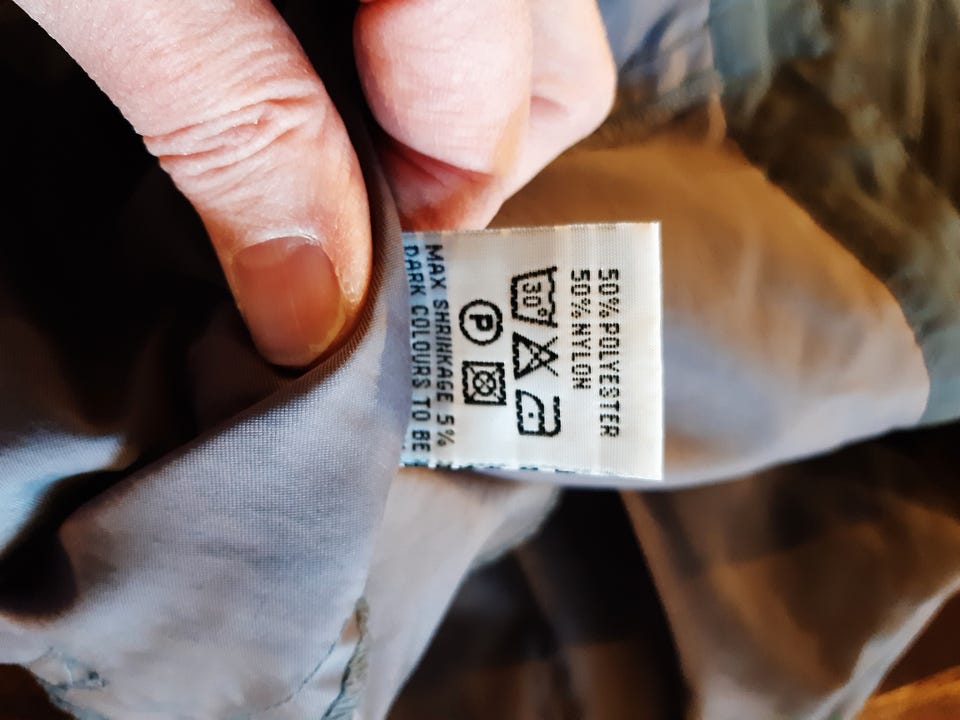 50% POLYESTER
50% NYLON
30°
P
MAX SHRINKAGE 5%
DARK COLOURS TO BE